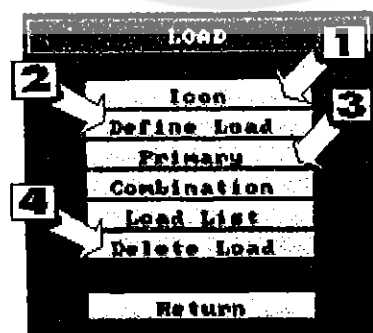 LOAD
1
2
Icon
3
Define Load
Primary
Combination
4
Load List
Delete Load
Return